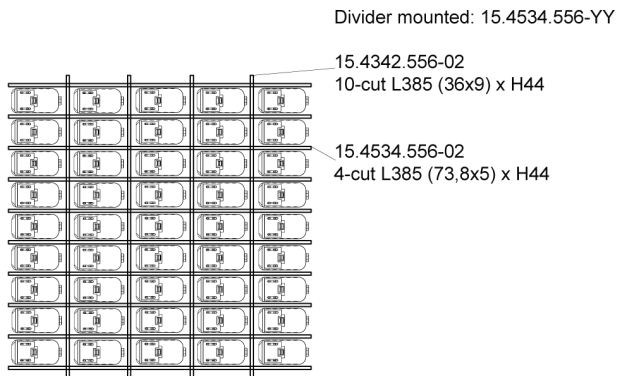 Divider mounted: 15.4534.556-YY
15.4342.556-02
10-cut L385 (36x9) x H44
15.4534.556-02
4-cut L385 (73,8x5) x H44